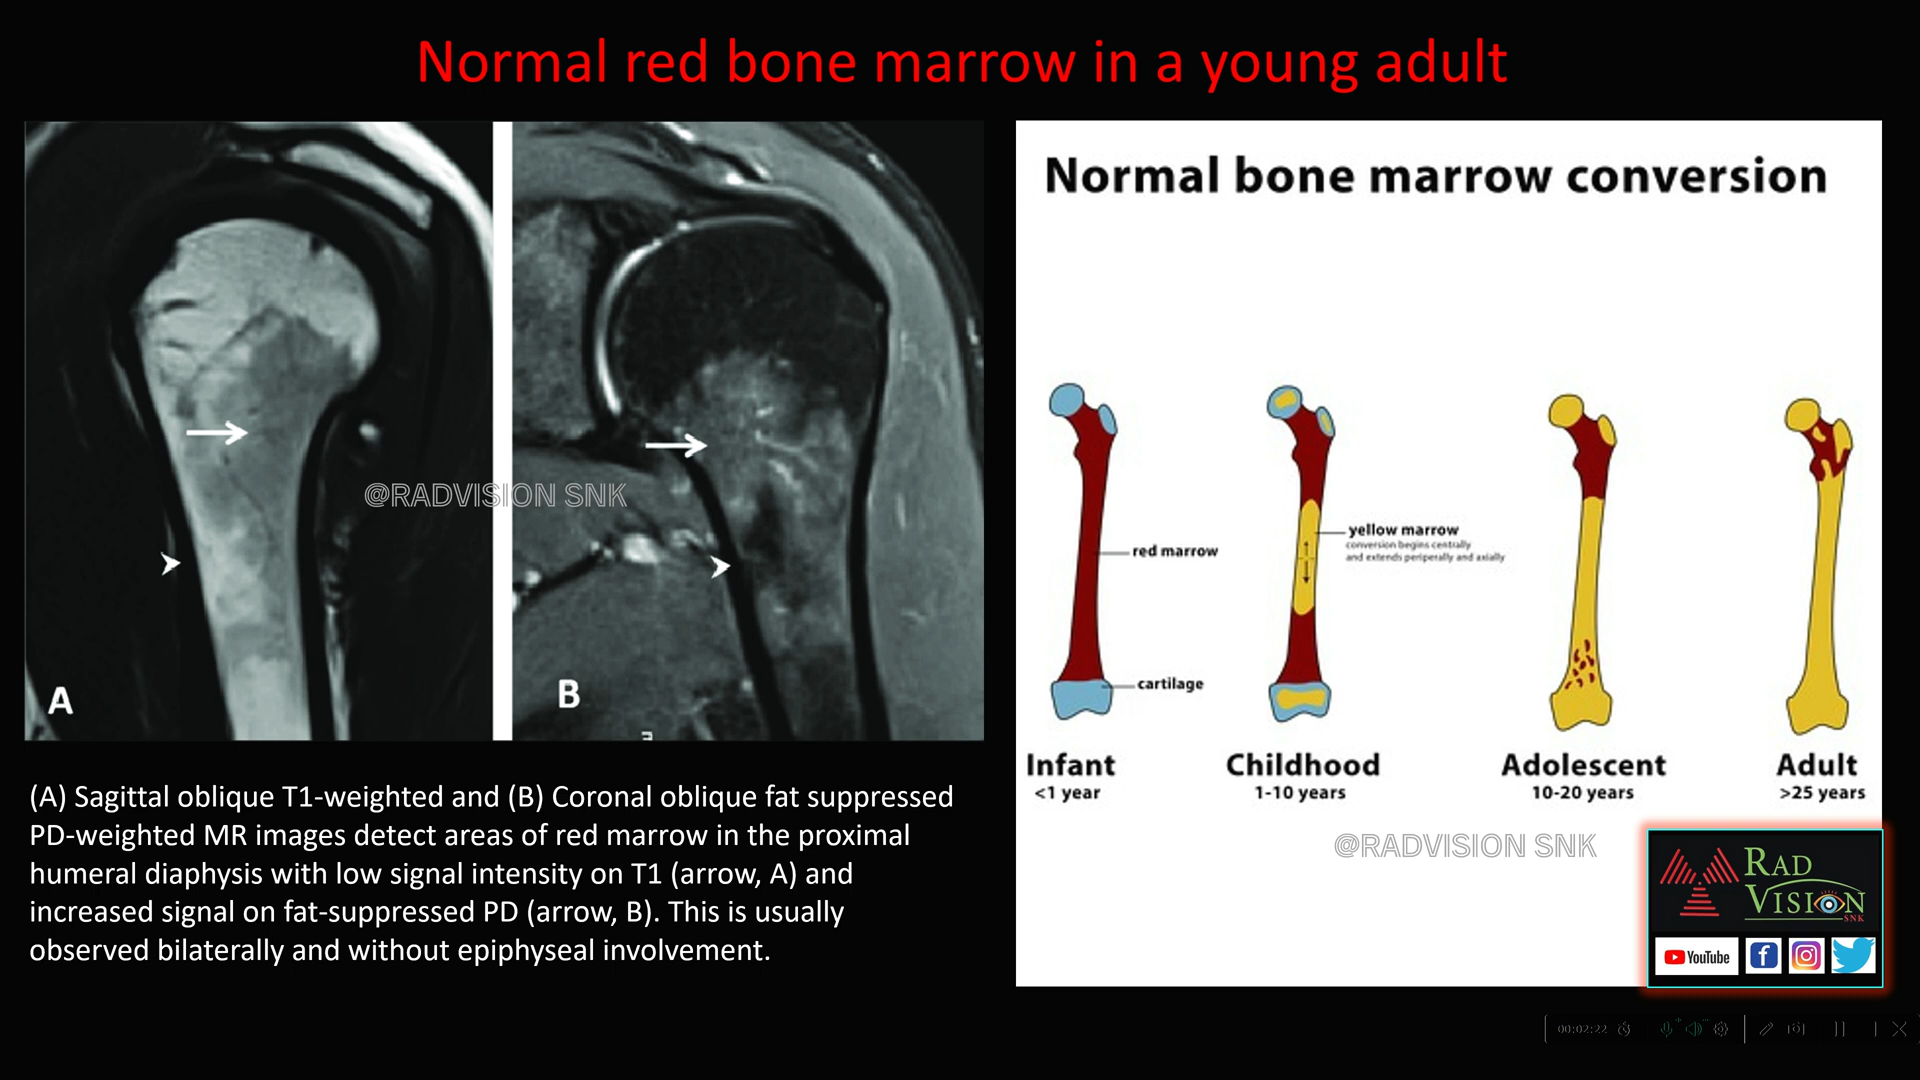 Normal red bone marrow in a young adult
A
B
@RADVISION SNK
(A) Sagittal oblique T1-weighted and (B) Coronal oblique fat suppressed
PD-weighted MR images detect areas of red marrow in the proximal
humeral diaphysis with low signal intensity on T1 (arrow, A) and
increased signal on fat-suppressed PD (arrow, B). This is usually
observed bilaterally and without epiphyseal involvement.
Normal bone marrow conversion
red marrow
cartilage
yellow marrow
conversion begins centrally
and extends periperally and axially
Infant
<1 year
Childhood
1-10 years
Adolescent
10-20 years
Adult
>25 years
@RADVISION SNK
RAD
VISION
SNK
YouTube
00:02:22